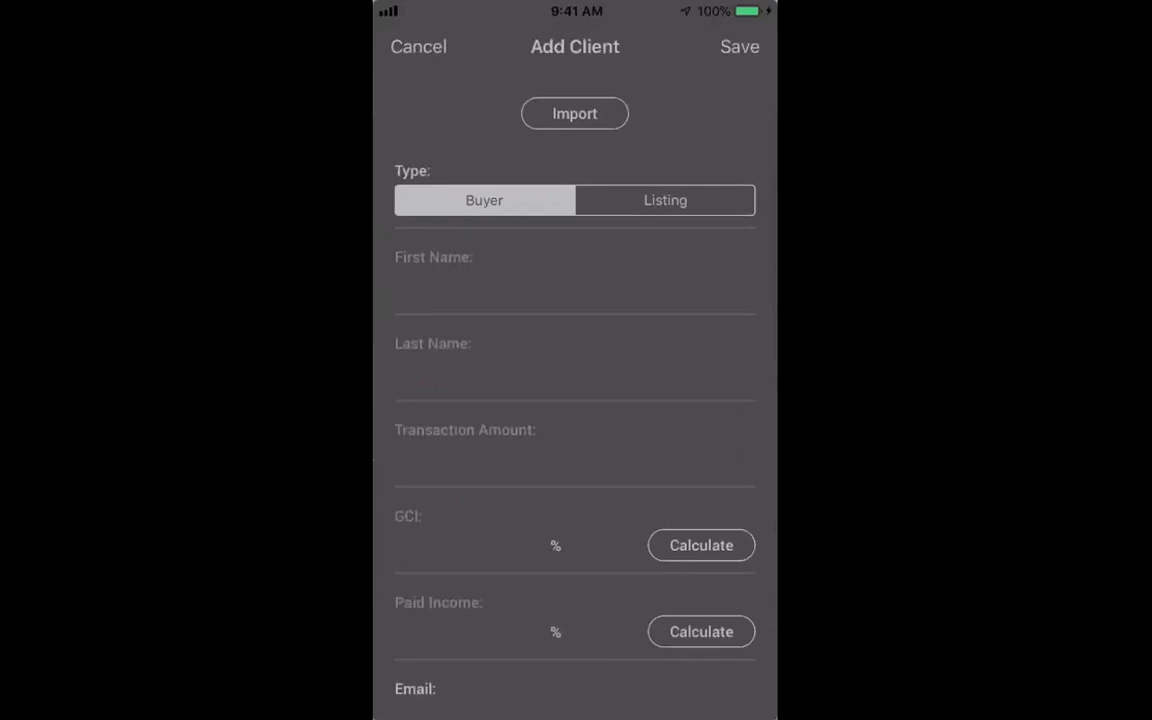 9:41 AM 100%
Cancel Add Client Save
Import
Type:
Buyer Listing
First Name:
Last Name:
Transaction Amount:
GCI:
% Calculate
Paid Income:
% Calculate
Email: